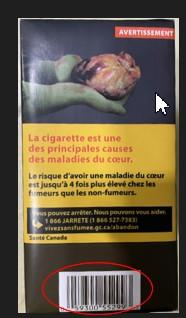 AVERTISSEMENT
La cigarette est une
des principales causes
des maladies du cœur.
Le risque d'avoir une maladie du cœur
est jusqu'à 4 fois plus élevé chez les
fumeurs que les non-fumeurs.
Vous pouvez arrêter. Nous pouvons vous aider.
1 866 JARRETE (1 866 527-7383)
vivezsansfumee.gc.ca/abandon
Santé Canada